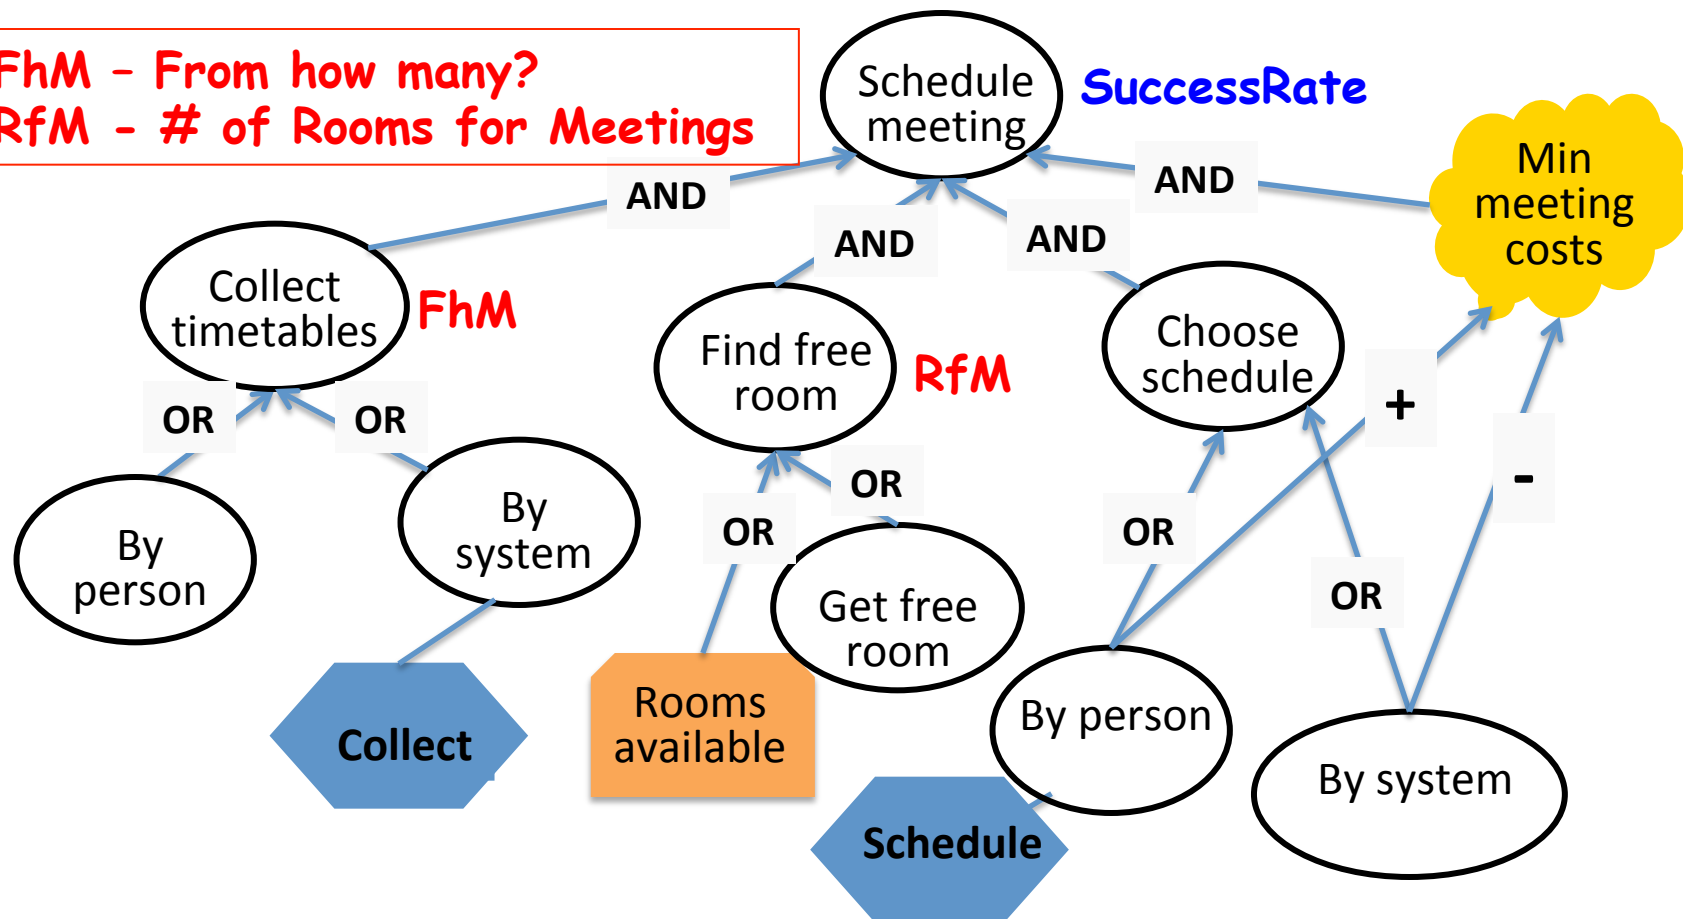 FhM – From how many?
RfM - # of Rooms for Meetings
Schedule
meeting
SuccessRate
Min
meeting
costs
AND
AND
AND
AND
Collect
timetables
FhM
Find free
room
RfM
Choose
schedule
OR
OR
+
-
OR
OR
OR
OR
By
person
By
system
Get free
room
Rooms
available
Collect
By person
By system
Schedule